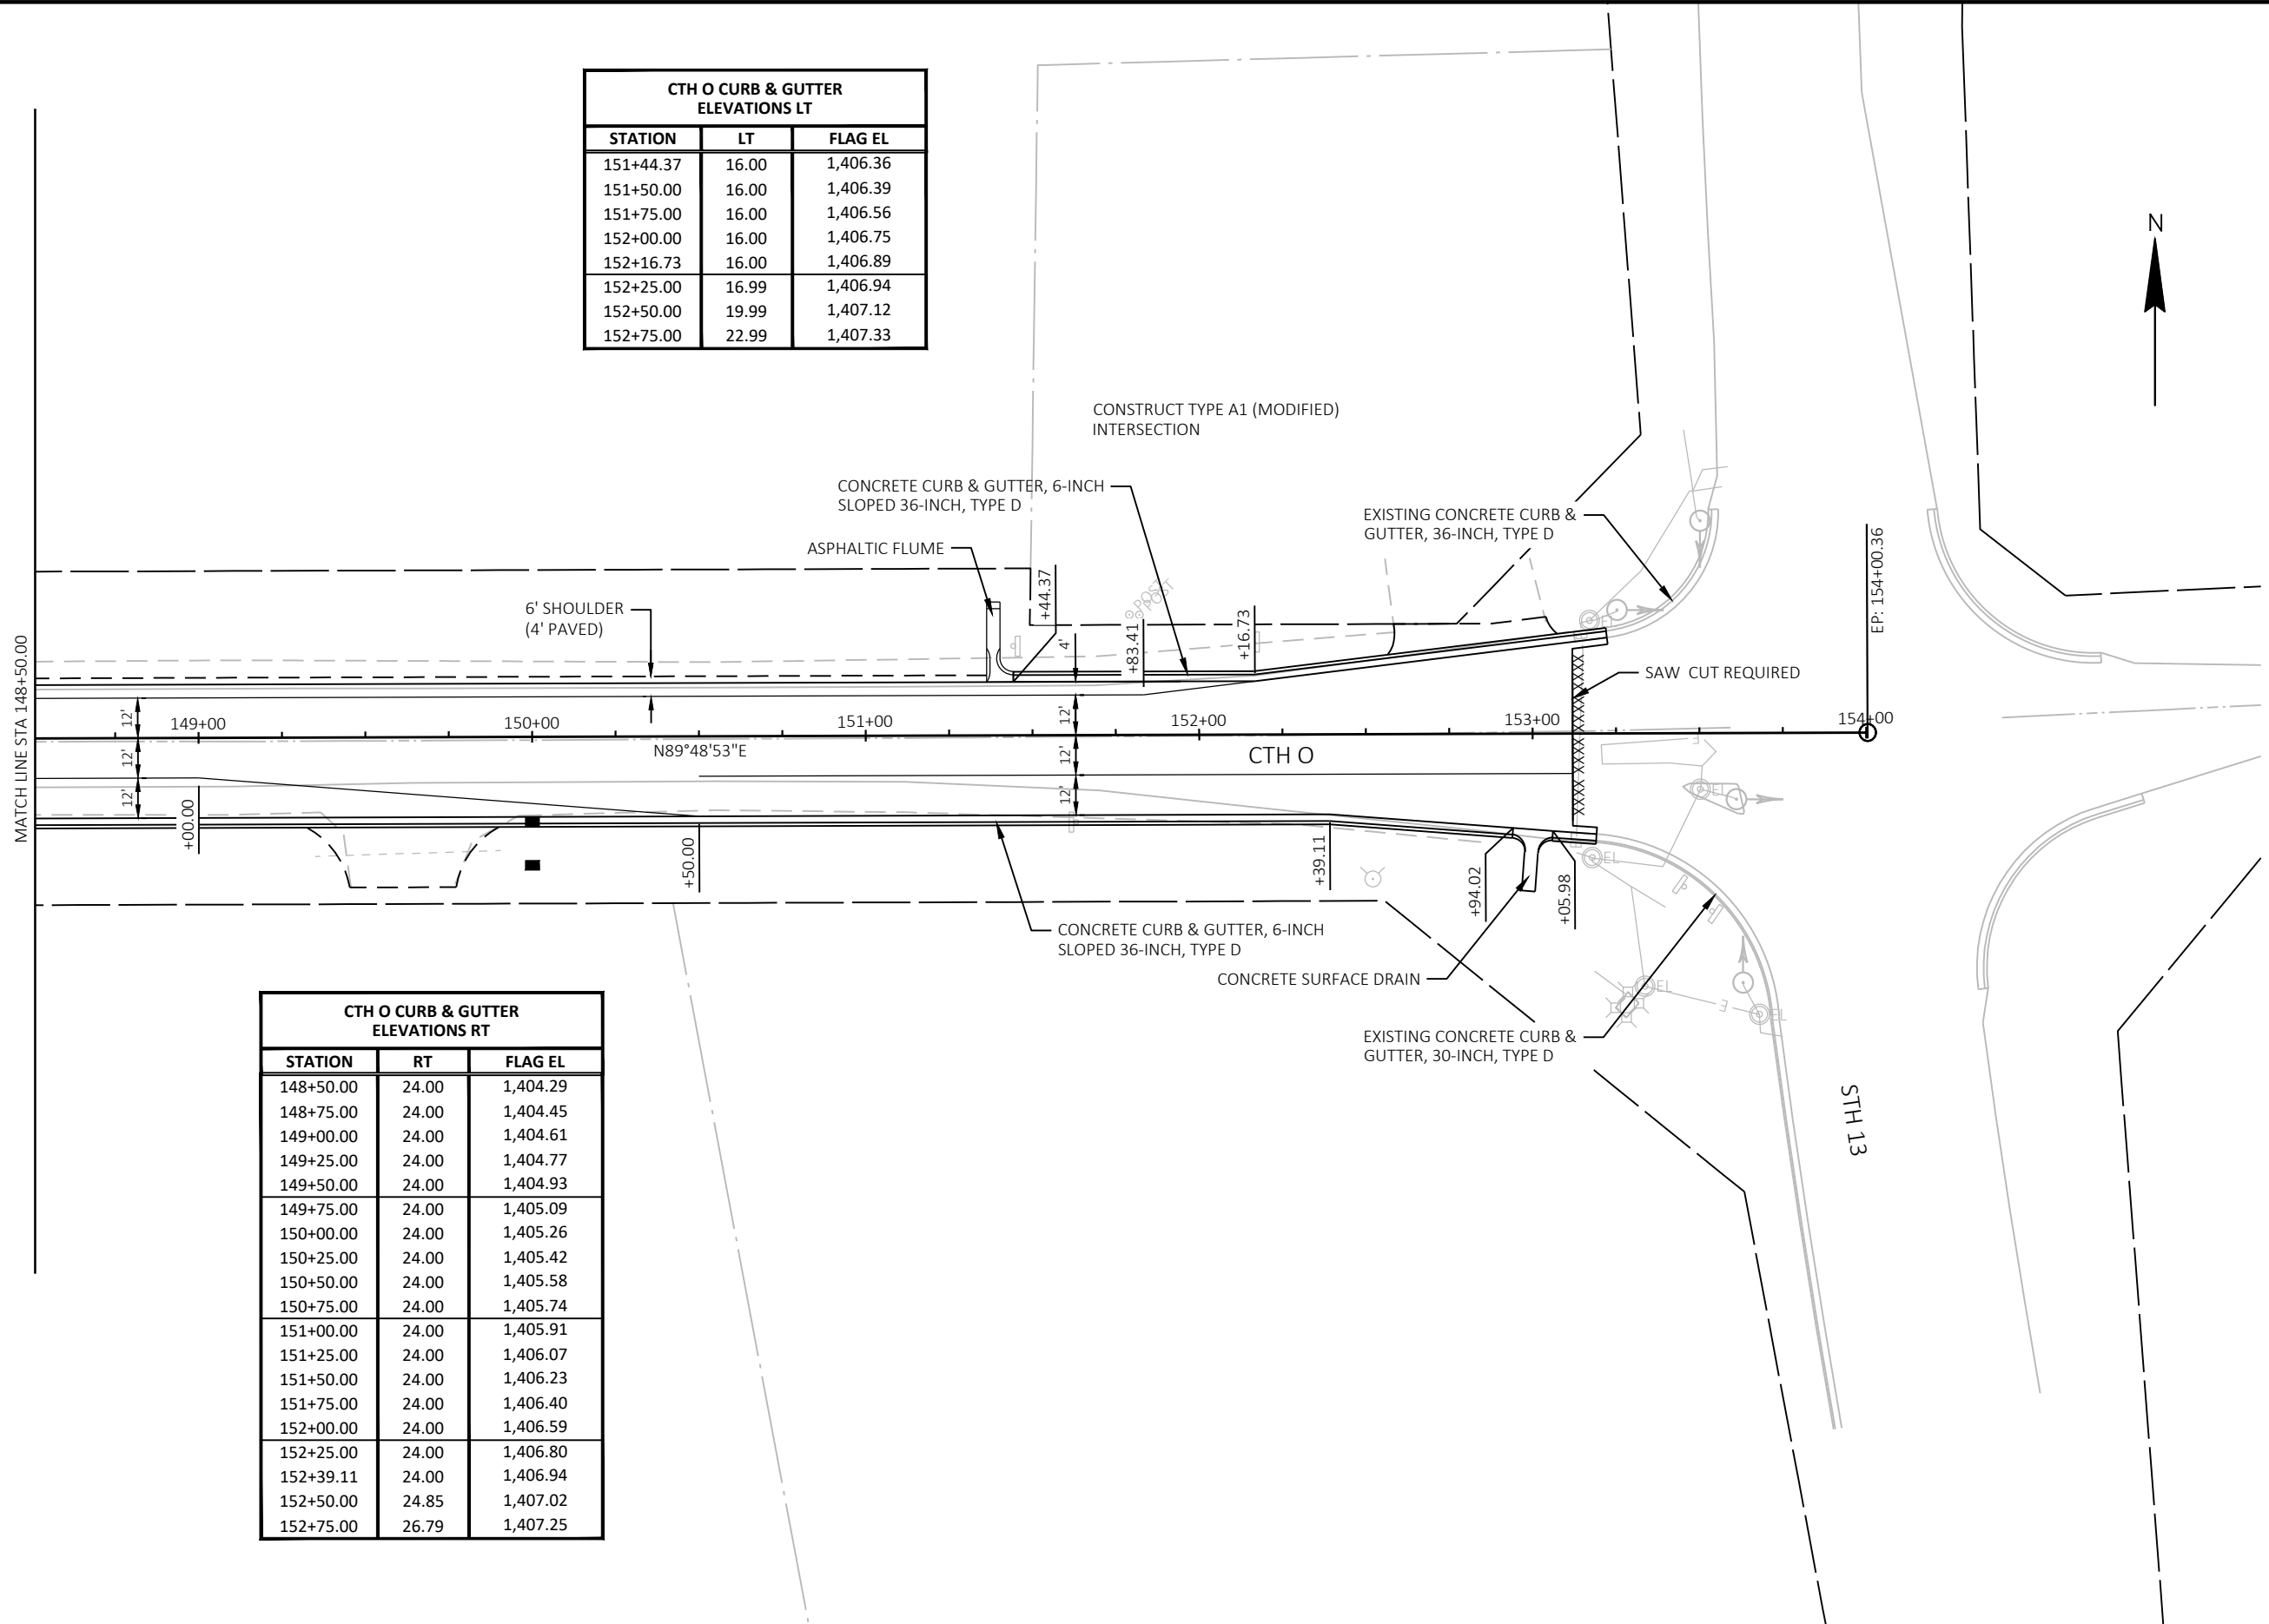 CTH O CURB & GUTTER
ELEVATIONS LT
STATION LT FLAG EL
151+44.37 16.00 1,406.36
151+50.00 16.00 1,406.39
151+75.00 16.00 1,406.56
152+00.00 16.00 1,406.75
152+16.73 16.00 1,406.89
152+25.00 16.99 1,406.94
152+50.00 19.99 1,407.12
152+75.00 22.99 1,407.33
N
CONSTRUCT TYPE A1 (MODIFIED)
INTERSECTION
CONCRETE CURB & GUTTER, 6-INCH
SLOPED 36-INCH, TYPE D
EXISTING CONCRETE CURB &
GUTTER, 36-INCH, TYPE D
ASPHALTIC FLUME
6' SHOULDER
(4' PAVED)
+44.37
4'
POST
POST
+83.41
+16.73
EL
EP: 154+00.36
SAW CUT REQUIRED
MATCH LINE STA 148+50.00
12'
12'
12'
149+00
150+00
151+00
152+00
153+00
154+00
12'
12'
12'
N89°48'53"E
CTH O
E
EL
+00.00
+50.00
+39.11
+94.02
+05.98
EL
CONCRETE CURB & GUTTER, 6-INCH
SLOPED 36-INCH, TYPE D
CONCRETE SURFACE DRAIN
EL
E
EL
EXISTING CONCRETE CURB &
GUTTER, 30-INCH, TYPE D
STH 13
CTH O CURB & GUTTER
ELEVATIONS RT
STATION RT FLAG EL
148+50.00 24.00 1,404.29
148+75.00 24.00 1,404.45
149+00.00 24.00 1,404.61
149+25.00 24.00 1,404.77
149+50.00 24.00 1,404.93
149+75.00 24.00 1,405.09
150+00.00 24.00 1,405.26
150+25.00 24.00 1,405.42
150+50.00 24.00 1,405.58
150+75.00 24.00 1,405.74
151+00.00 24.00 1,405.91
151+25.00 24.00 1,406.07
151+50.00 24.00 1,406.23
151+75.00 24.00 1,406.40
152+00.00 24.00 1,406.59
152+25.00 24.00 1,406.80
152+39.11 24.00 1,406.94
152+50.00 24.85 1,407.02
152+75.00 26.79 1,407.25